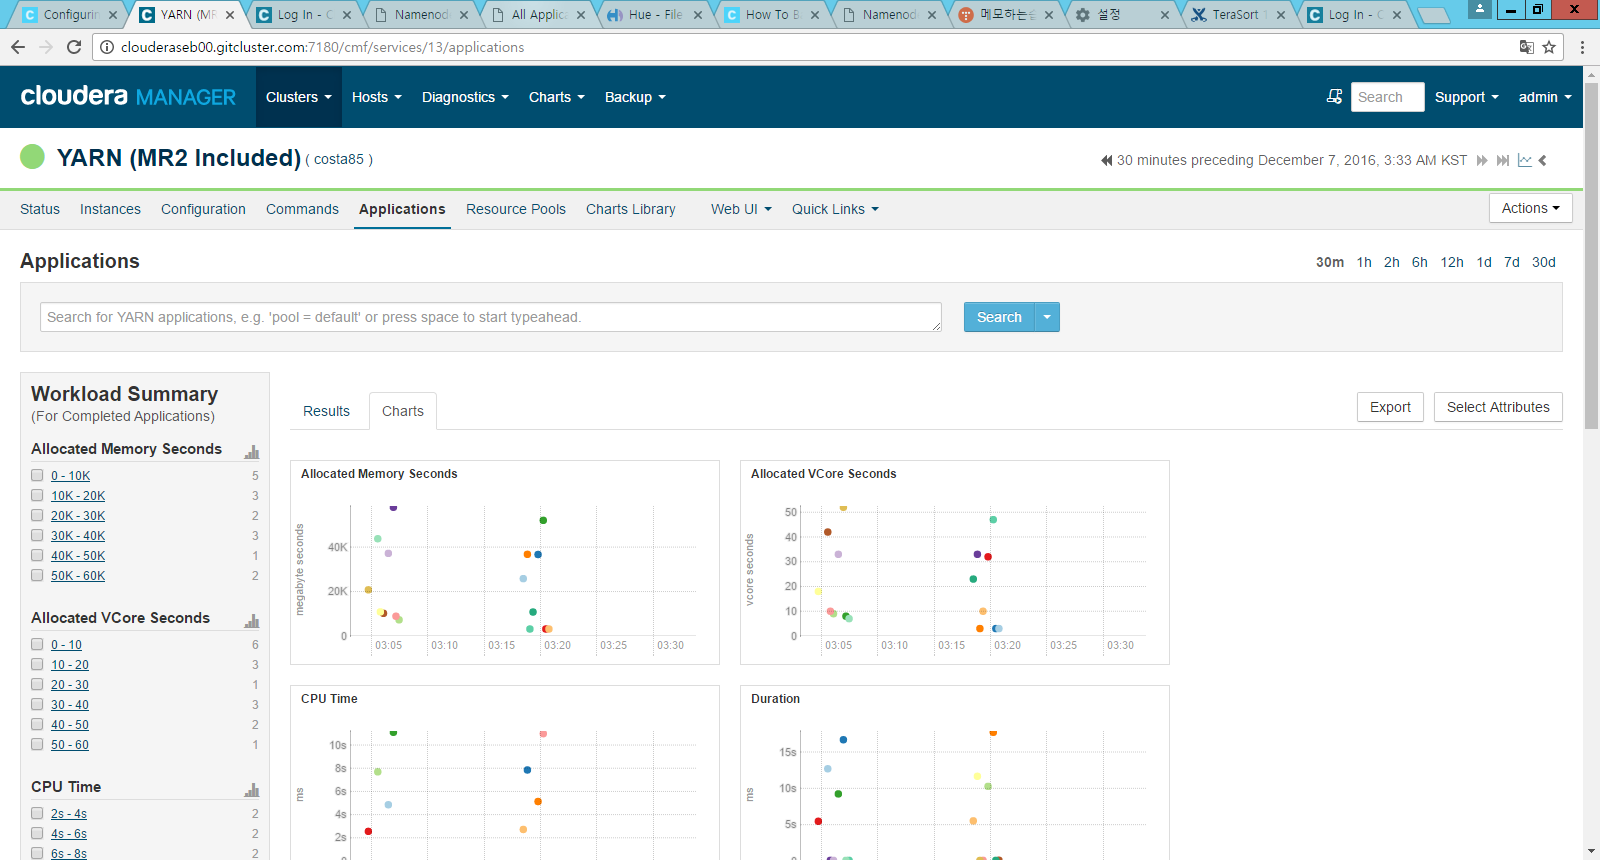 Configurin
YARN (MR
Log In - C
Namenod
All Applic
Hue - File
How To B
Namenod
메모하는
설정
TeraSort
Log In - C
clouderaseb00.gitcluster.com:7180/cmf/services/13/applications
cloudera MANAGER
Clusters
Hosts
Diagnostics
Charts
Backup
Search
Support
admin
YARN (MR2 Included) ( costa85 )
30 minutes preceding December 7, 2016, 3:33 AM KST
Status
Instances
Configuration
Commands
Applications
Resource Pools
Charts Library
Web UI
Quick Links
Actions
Applications
30m 1h 2h 6h 12h 1d 7d 30d
Search for YARN applications, e.g. 'pool = default' or press space to start typeahead.
Search
Workload Summary
(For Completed Applications)
Allocated Memory Seconds
0 - 10K 5
10K - 20K 3
20K - 30K 2
30K - 40K 3
40K - 50K 1
50K - 60K 2
Allocated VCore Seconds
0 - 10 6
10 - 20 3
20 - 30 1
30 - 40 3
40 - 50 2
50 - 60 1
CPU Time
2s - 4s 2
4s - 6s 2
6s - 8s 2
Results
Charts
Export
Select Attributes
Allocated Memory Seconds
megabyte seconds
40K
20K
0
03:05 03:10 03:15 03:20 03:25 03:30
Allocated VCore Seconds
vcore seconds
50
40
30
20
10
0
03:05 03:10 03:15 03:20 03:25 03:30
CPU Time
ms
10s
8s
6s
4s
2s
0
Duration
ms
15s
10s
5s
0